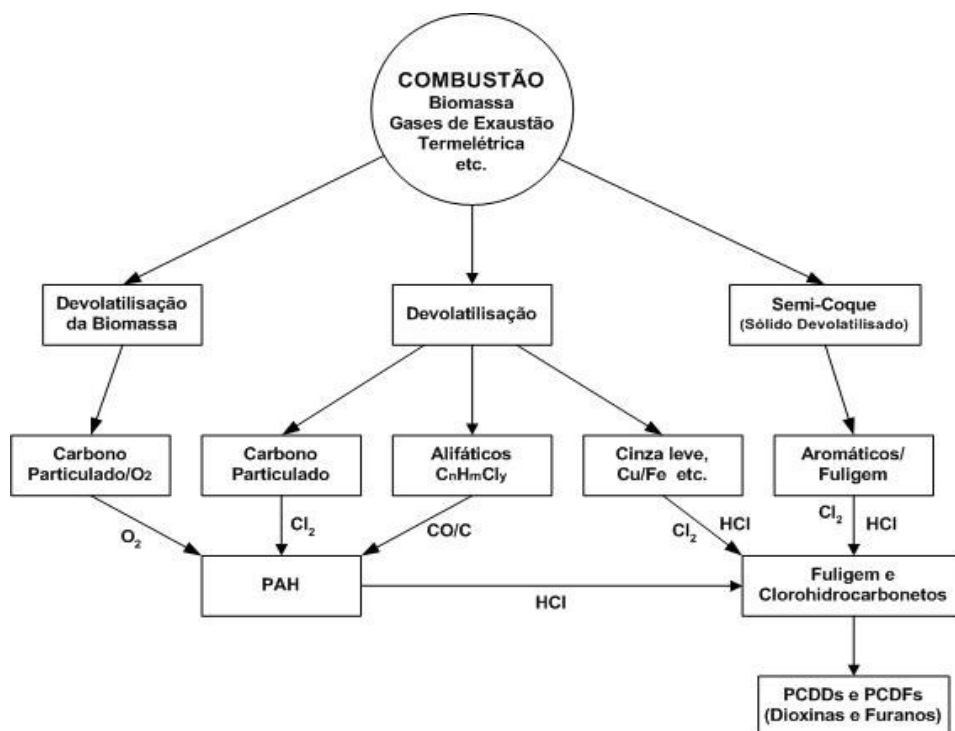 COMBUSTÃO
Biomassa
Gases de Exaustão
Termelétrica
etc.
Devolatilisação
da Biomassa
Devolatilisação
Semi-Coque
(Sólido Devolatilisado)
Carbono
Particulado/O2
Carbono
Particulado
Alifáticos
CnHmCly
Cinza leve,
Cu/Fe etc.
Aromáticos/
Fuligem
O2
Cl2
CO/C
Cl2
HCl
Cl2
HCl
PAH
HCl
Fuligem e
Clorohidrocarbonetos
PCDDs e PCDFs
(Dioxinas e Furanos)